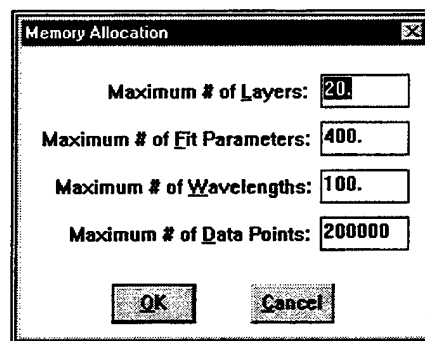 Memory Allocation
Maximum # of Layers: 20.
Maximum # of Fit Parameters: 400.
Maximum # of Wavelengths: 100.
Maximum # of Data Points: 200000
OK Cancel